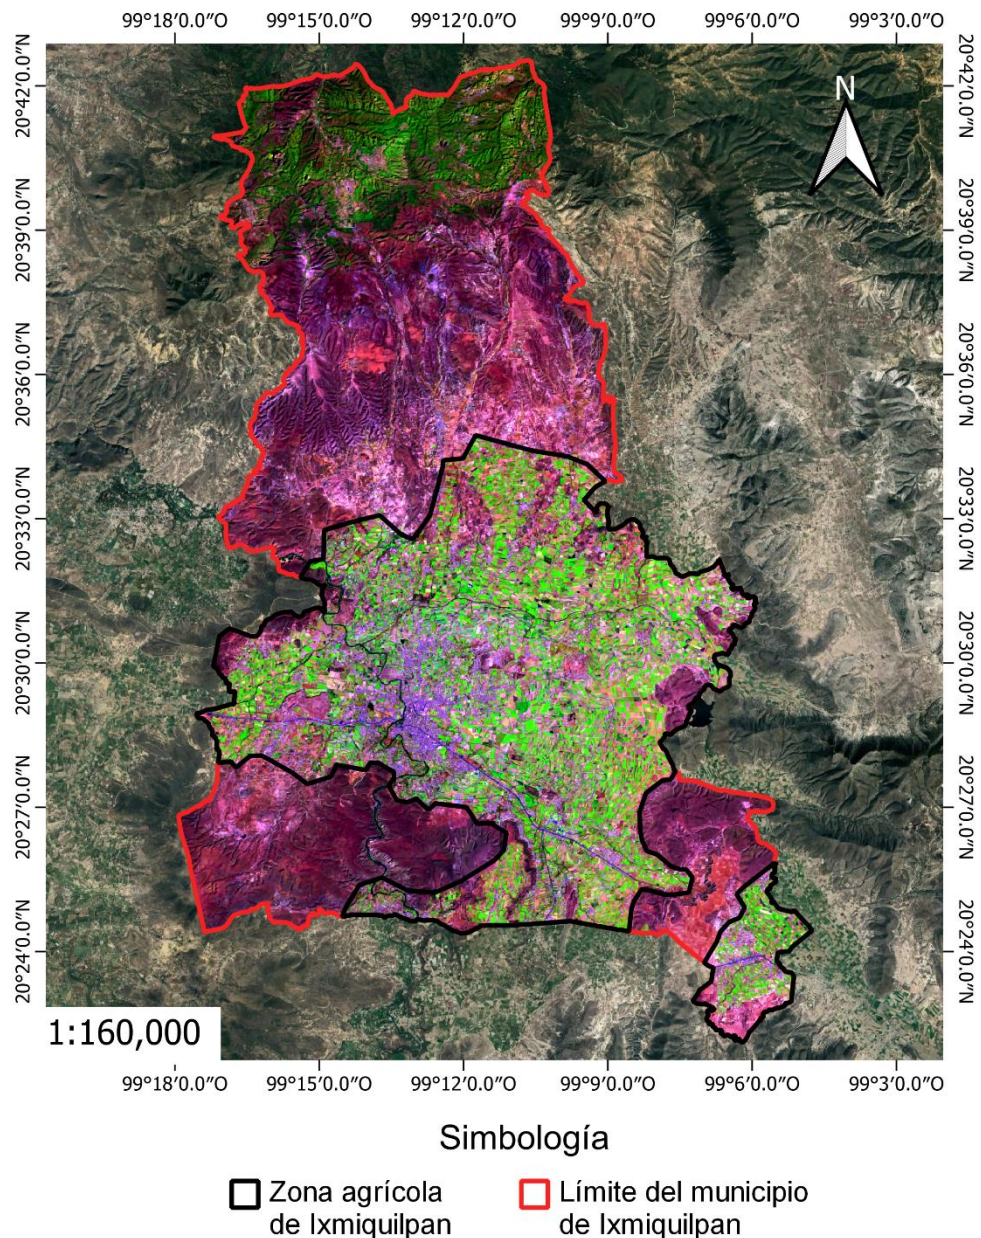 99°18′0.0″O 99°15′0.0″O 99°12′0.0″O 99°9′0.0″O 99°6′0.0″O 99°3′0.0″O
N
20°42′0.0″N 20°42′0.0″N
20°39′0.0″N 20°39′0.0″N
20°36′0.0″N 20°36′0.0″N
20°33′0.0″N 20°33′0.0″N
20°30′0.0″N 20°30′0.0″N
20°27′0.0″N 20°27′0.0″N
20°24′0.0″N 20°24′0.0″N
1:160,000
99°18′0.0″O 99°15′0.0″O 99°12′0.0″O 99°9′0.0″O 99°6′0.0″O 99°3′0.0″O
Simbología
Zona agrícola
de Ixmiquilpan
Límite del municipio
de Ixmiquilpan